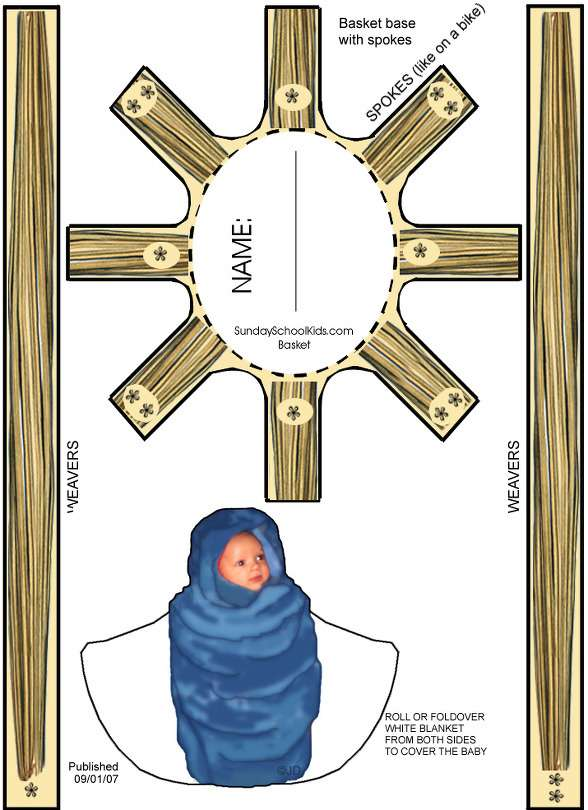 Basket base
with spokes
SPOKES (like on a bike)
NAME:
SundaySchoolKids.com
Basket
WEAVERS
WEAVERS
ROLL OR FOLDOVER
WHITE BLANKET
FROM BOTH SIDES
TO COVER THE BABY
Published
09/01/07
©JD